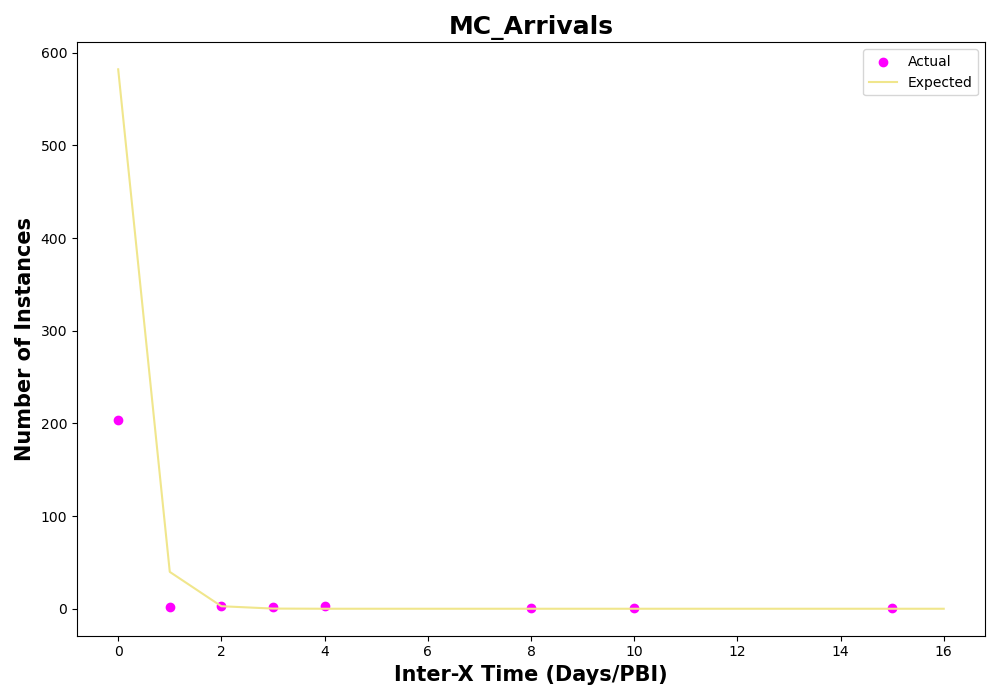 MC_Arrivals
Actual
Expected
Number of Instances
600
500
400
300
200
100
0
0 2 4 6 8 10 12 14 16
Inter-X Time (Days/PBI)